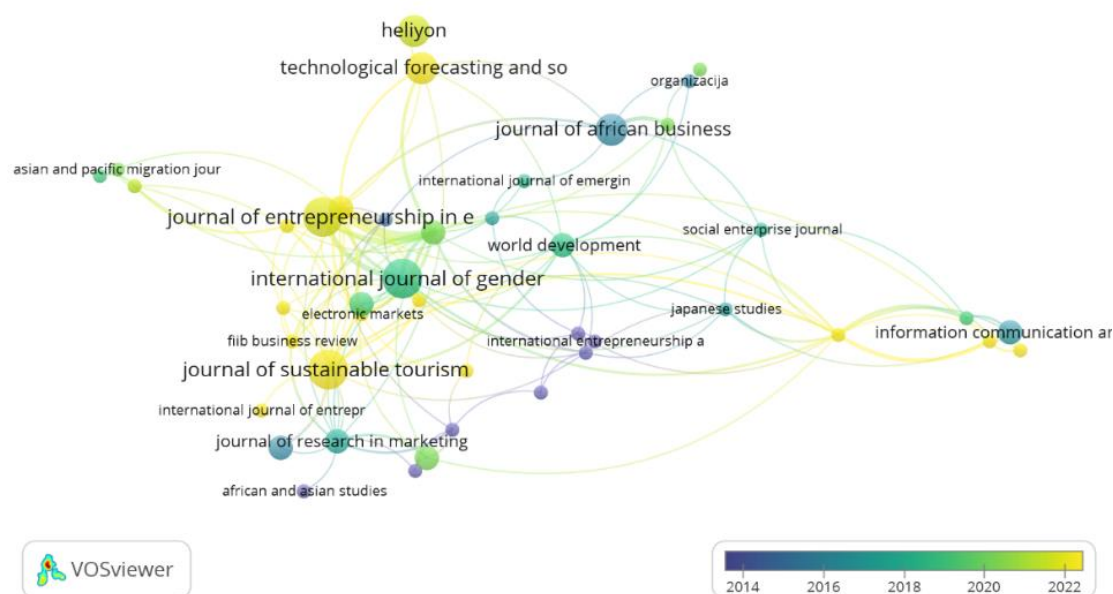 heliyon
technological forecasting and so
organizacija
journal of african business
asian and pacific migration jour
international journal of emergin
journal of entrepreneurship in e
social enterprise journal
world development
international journal of gender
japanese studies
electronic markets
information communication ar
fiib business review
international entrepreneurship a
journal of sustainable tourism
international journal of entrepr
journal of research in marketing
african and asian studies
VOSviewer
2014 2016 2018 2020 2022